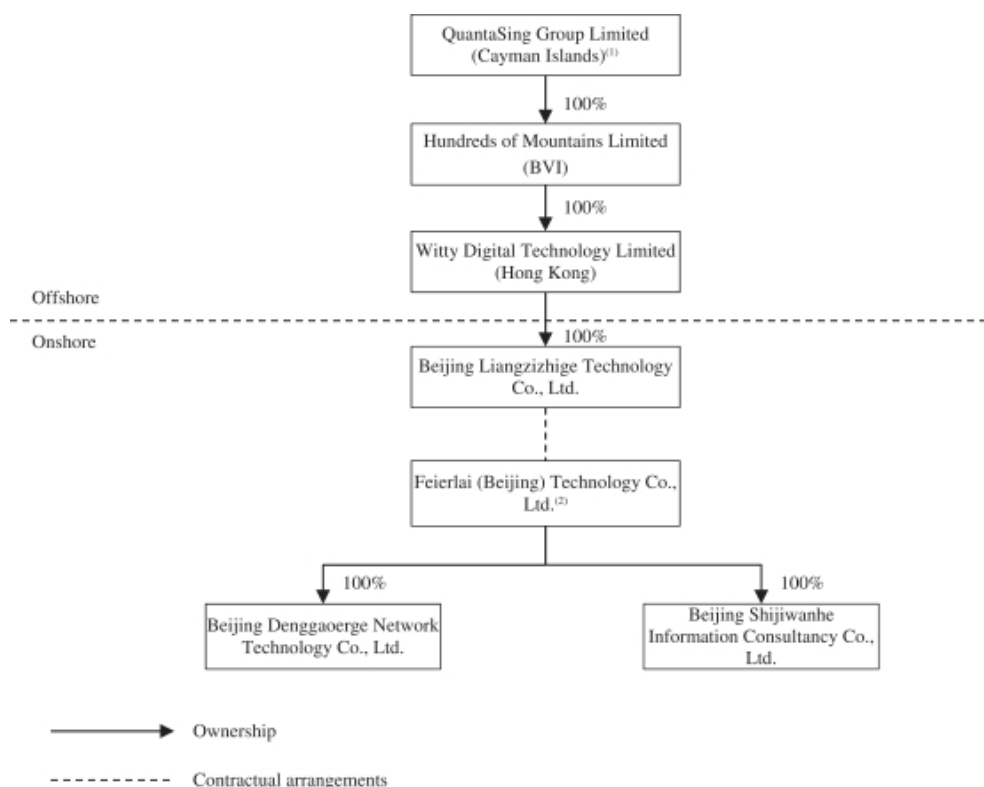 QuantaSing Group Limited
(Cayman Islands)(1)
100%
Hundreds of Mountains Limited
(BVI)
100%
Witty Digital Technology Limited
(Hong Kong)
Offshore
Onshore
100%
Beijing Liangzizhige Technology
Co., Ltd.
Feierlai (Beijing) Technology Co.,
Ltd.(2)
100%
100%
Beijing Denggaoerge Network
Technology Co., Ltd.
Beijing Shijiwanhe
Information Consultancy Co.,
Ltd.
Ownership
Contractual arrangements